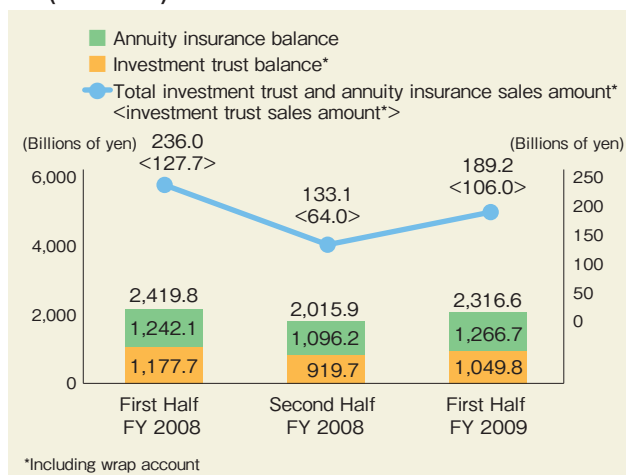 Annuity insurance balance
Investment trust balance*
Total investment trust and annuity insurance sales amount*
<investment trust sales amount*>
(Billions of yen)
(Billions of yen)
236.0
<127.7>
133.1
<64.0>
189.2
<106.0>
6,000
4,000
2,000
0
250
200
150
100
50
0
2,419.8
1,242.1
1,177.7
2,015.9
1,096.2
919.7
2,316.6
1,266.7
1,049.8
First Half
FY 2008
Second Half
FY 2008
First Half
FY 2009
*Including wrap account